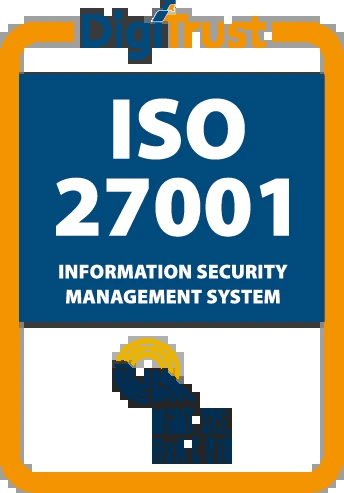 DigiTrust
ISO
27001
INFORMATION SECURITY
MANAGEMENT SYSTEM